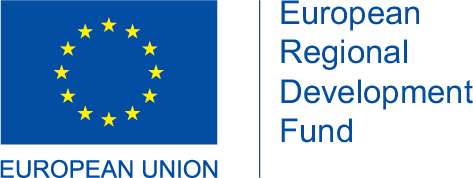 EUROPEAN UNION
European
Regional
Development
Fund